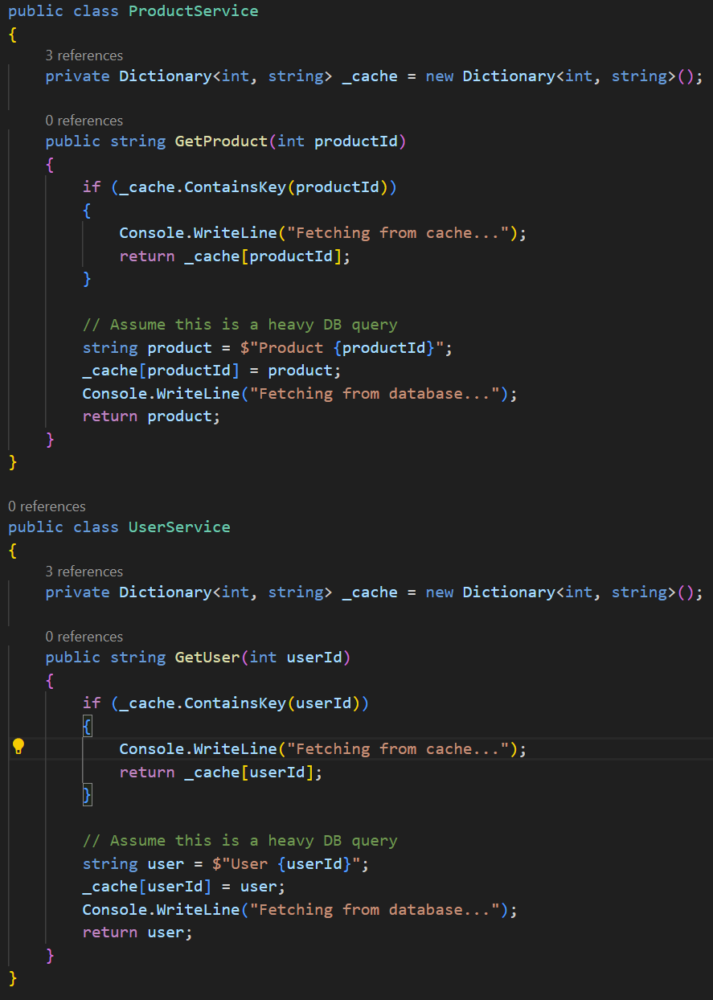 public class ProductService
{
3 references
private Dictionary<int, string> _cache = new Dictionary<int, string>();
0 references
public string GetProduct(int productId)
{
if (_cache.ContainsKey(productId))
{
Console.WriteLine("Fetching from cache...");
return _cache[productId];
}
// Assume this is a heavy DB query
string product = $"Product {productId}";
_cache[productId] = product;
Console.WriteLine("Fetching from database...");
return product;
}
}
0 references
public class UserService
{
3 references
private Dictionary<int, string> _cache = new Dictionary<int, string>();
0 references
public string GetUser(int userId)
{
if (_cache.ContainsKey(userId))
{
Console.WriteLine("Fetching from cache...");
return _cache[userId];
}
// Assume this is a heavy DB query
string user = $"User {userId}";
_cache[userId] = user;
Console.WriteLine("Fetching from database...");
return user;
}
}